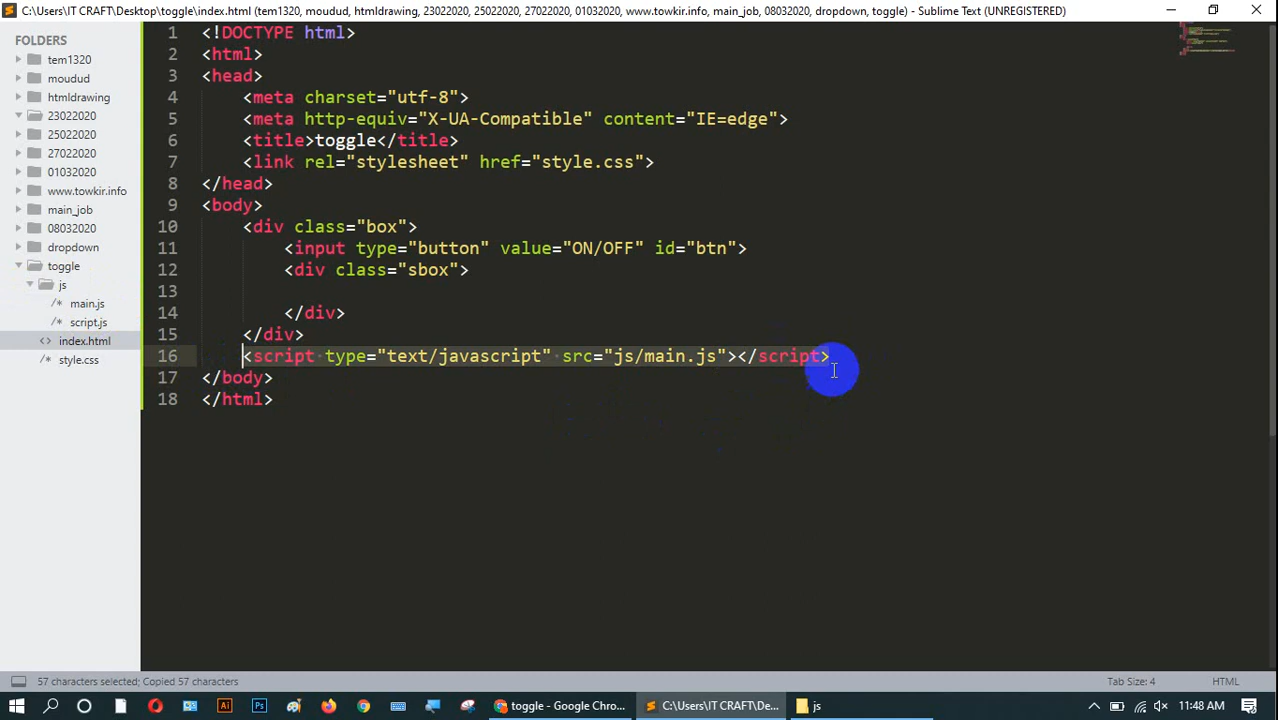 C:\Users\IT CRAFT\Desktop\toggle\index.html (tem1320, moudud, htmldrawing, 23022020, 25022020, 27022020, 01032020, www.towkir.info, main_job, 08032020, dropdown, toggle) - Sublime Text (UNREGISTERED)
FOLDERS
tem1320
moudud
htmldrawing
23022020
25022020
27022020
01032020
www.towkir.info
main_job
08032020
dropdown
toggle
js
/* main.js
/* script.js
<> index.html
/* style.css
1 <!DOCTYPE html>
2 <html>
3 <head>
4 <meta charset="utf-8">
5 <meta http-equiv="X-UA-Compatible" content="IE=edge">
6 <title>toggle</title>
7 <link rel="stylesheet" href="style.css">
8 </head>
9 <body>
10 <div class="box">
11 <input type="button" value="ON/OFF" id="btn">
12 <div class="sbox">
13
14 </div>
15 </div>
16 <script type="text/javascript" src="js/main.js"></script>
17 </body>
18 </html>
57 characters selected; Copied 57 characters
Tab Size: 4
HTML
toggle - Google Chro...
C:\Users\IT CRAFT\De...
js
11:48 AM